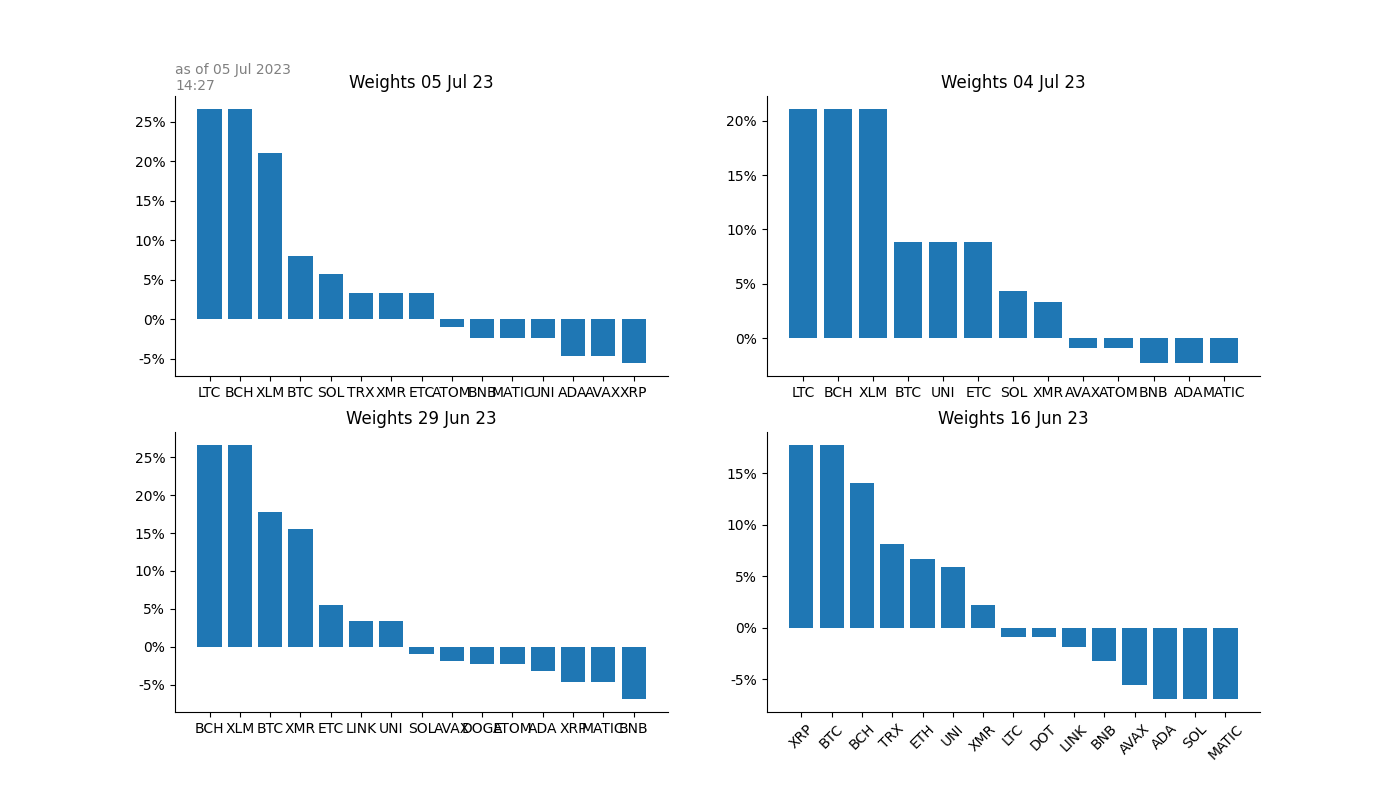 as of 05 Jul 2023
14:27
Weights 05 Jul 23
25%
20%
15%
10%
5%
0%
-5%
LTC BCH XLM BTC SOL TRX XMR ETC ATOM BNB MATIC UNI ADA AVAX XRP
Weights 04 Jul 23
20%
15%
10%
5%
0%
LTC BCH XLM BTC UNI ETC SOL XMR AVAX ATOM BNB ADA MATIC
Weights 29 Jun 23
25%
20%
15%
10%
5%
0%
-5%
BCH XLM BTC XMR ETC LINK UNI SOL AVAX DOGE ATOM ADA XRP MATIC BNB
Weights 16 Jun 23
15%
10%
5%
0%
-5%
XRP BTC BCH TRX ETH UNI XMR LTC DOT LINK BNB AVAX ADA SOL MATIC